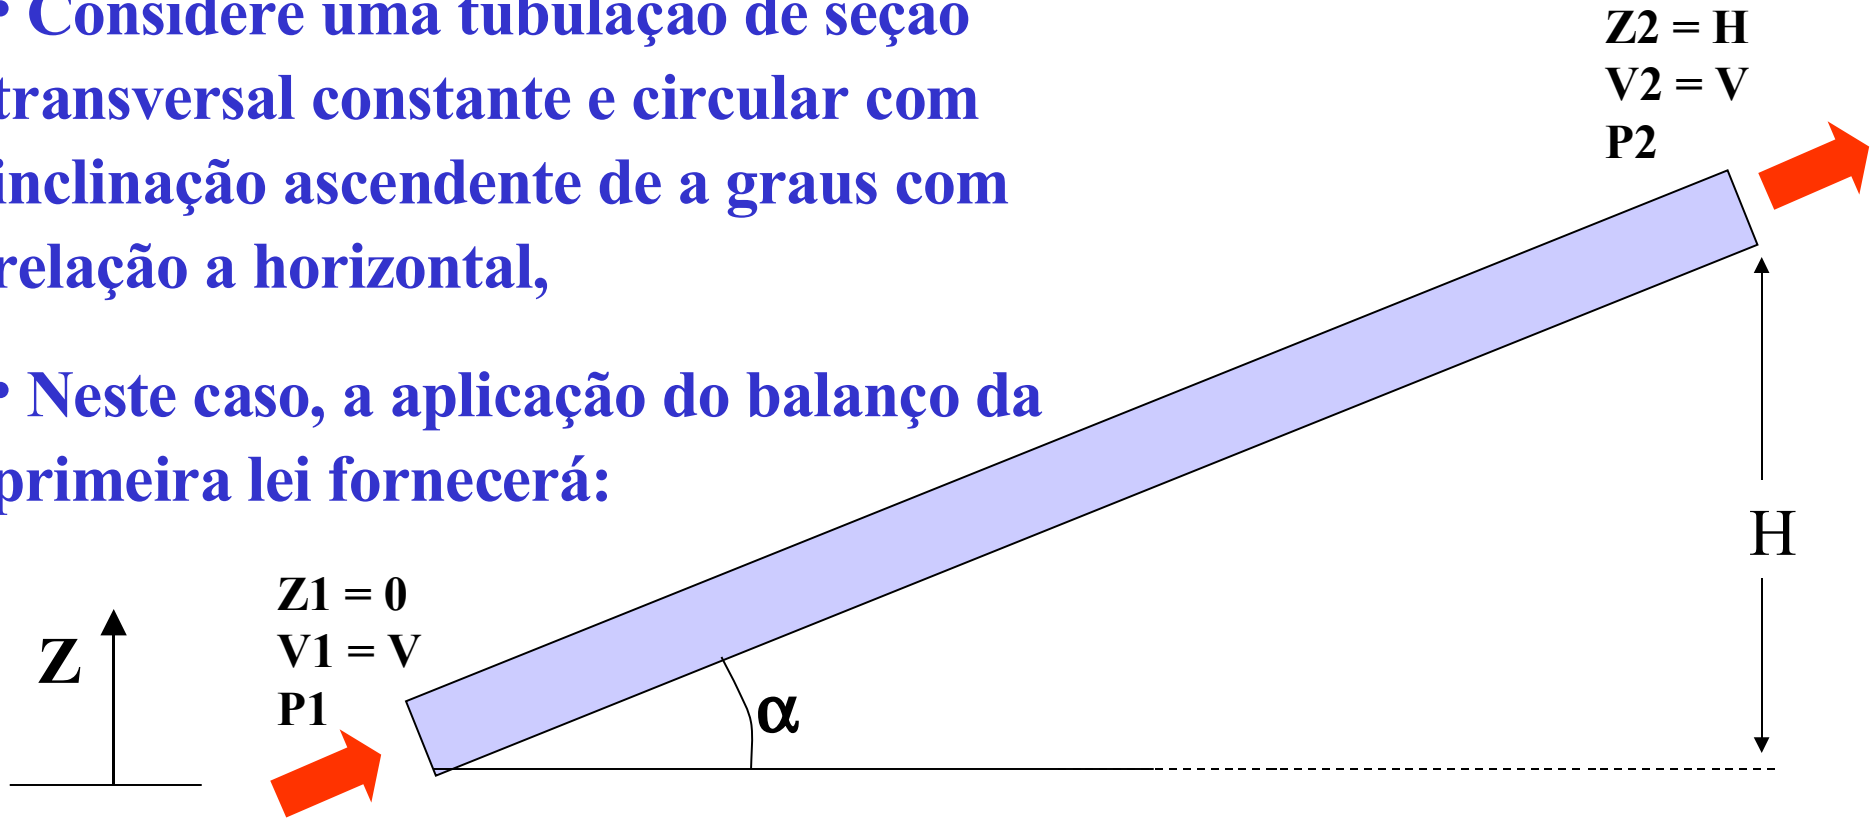 • Considere uma tubulação de seção
transversal constante e circular com
inclinação ascendente de a graus com
relação a horizontal,
• Neste caso, a aplicação do balanço da
primeira lei fornecerá:
Z2 = H
V2 = V
P2
H
Z1 = 0
V1 = V
P1
Z
α